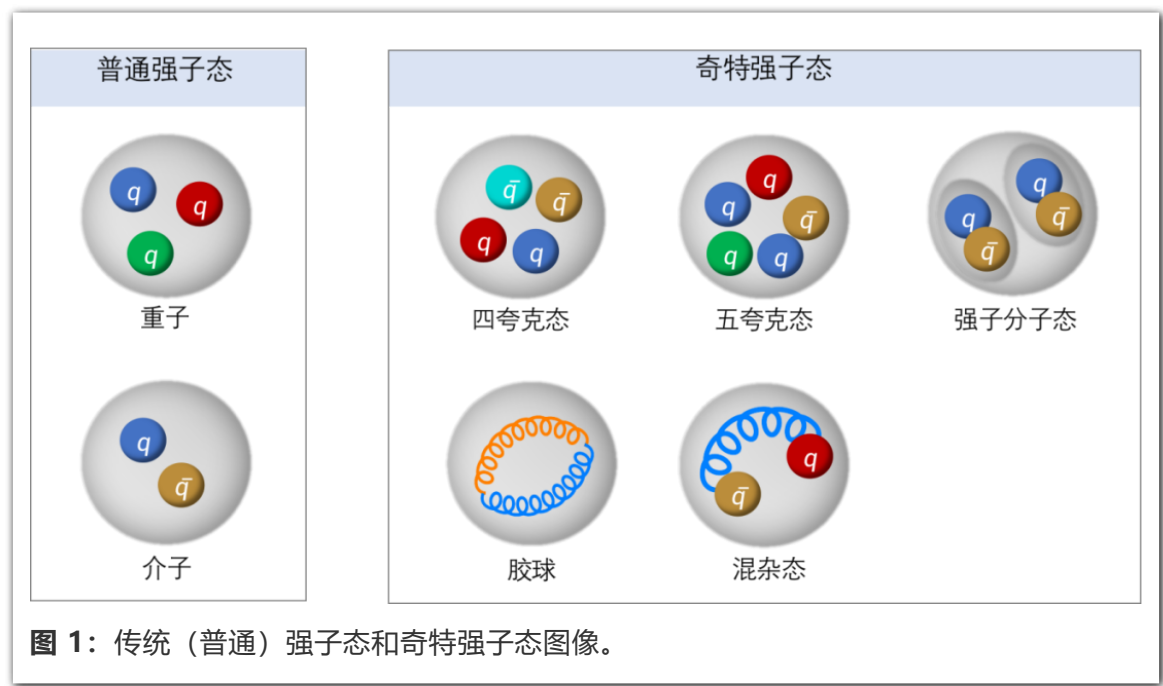 普通强子态
奇特强子态
q
q
q
重子
q̄
q̄
q
q
四夸克态
q
q
q̄
q
q
五夸克态
q
q̄
q
q̄
强子分子态
q
q̄
介子
胶球
q
q̄
混杂态
图 1：传统（普通）强子态和奇特强子态图像。